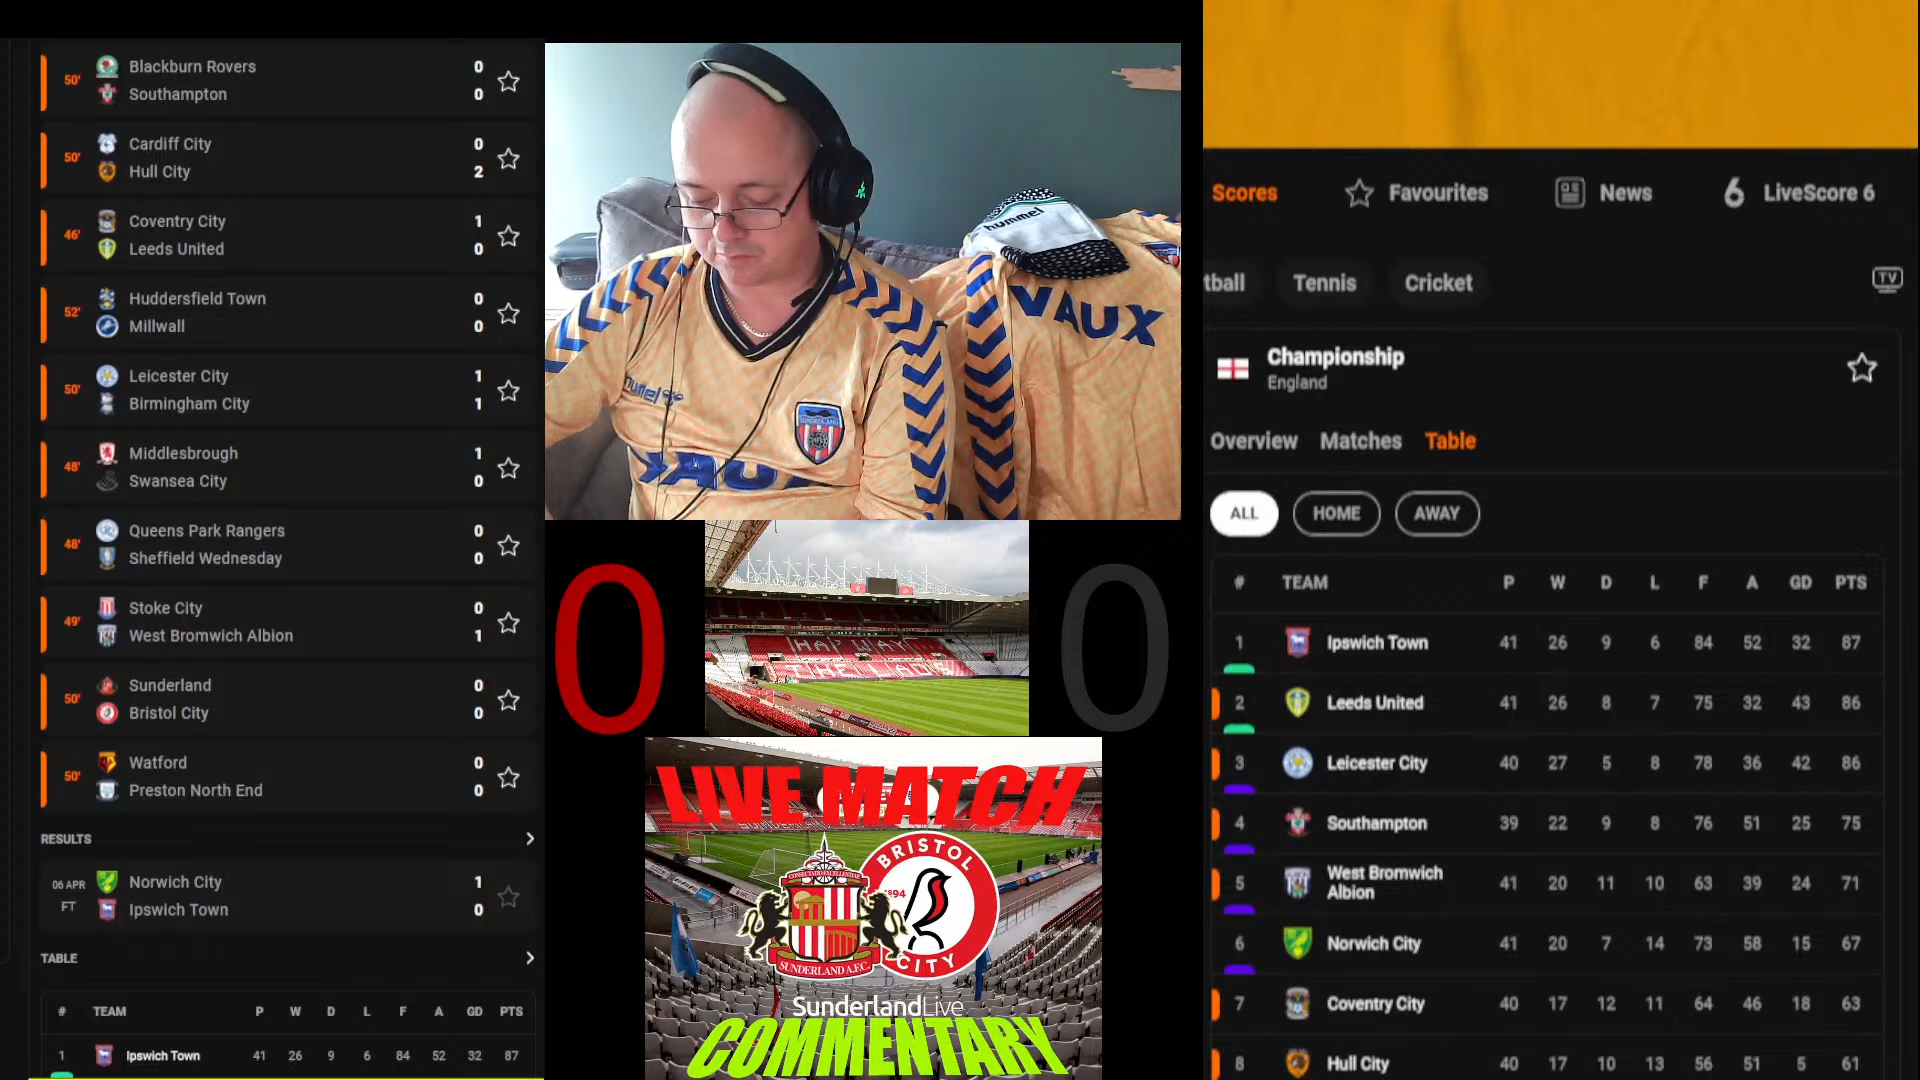 50'
Blackburn Rovers 0
Southampton 0
50'
Cardiff City 0
Hull City 2
46'
Coventry City 1
Leeds United 0
52'
Huddersfield Town 0
Millwall 0
50'
Leicester City 1
Birmingham City 1
48'
Middlesbrough 1
Swansea City 0
48'
Queens Park Rangers 0
Sheffield Wednesday 0
49'
Stoke City 0
West Bromwich Albion 1
50'
Sunderland 0
Bristol City 0
50'
Watford 0
Preston North End 0
RESULTS
06 APR
FT
Norwich City 1
Ipswich Town 0
TABLE
# TEAM P W D L F A GD PTS
1 Ipswich Town 41 26 9 6 84 52 32 87
hummel
VAUX
hummel
SUNDERLAND
VAUX
0 0
HA'WAY
THE LADS
LIVE MATCH
CONSECTATIO EXCELLENTIAE
SUNDERLAND A.F.C
BRISTOL
1894
CITY
SunderlandLive
COMMENTARY
Scores Favourites News 6 LiveScore 6
tball Tennis Cricket TV
Championship
England
Overview Matches Table
ALL HOME AWAY
# TEAM P W D L F A GD PTS
1 Ipswich Town 41 26 9 6 84 52 32 87
2 Leeds United 41 26 8 7 75 32 43 86
3 Leicester City 40 27 5 8 78 36 42 86
4 Southampton 39 22 9 8 76 51 25 75
5 West Bromwich
Albion 41 20 11 10 63 39 24 71
6 Norwich City 41 20 7 14 73 58 15 67
7 Coventry City 40 17 12 11 64 46 18 63
8 Hull City 40 17 10 13 56 51 5 61